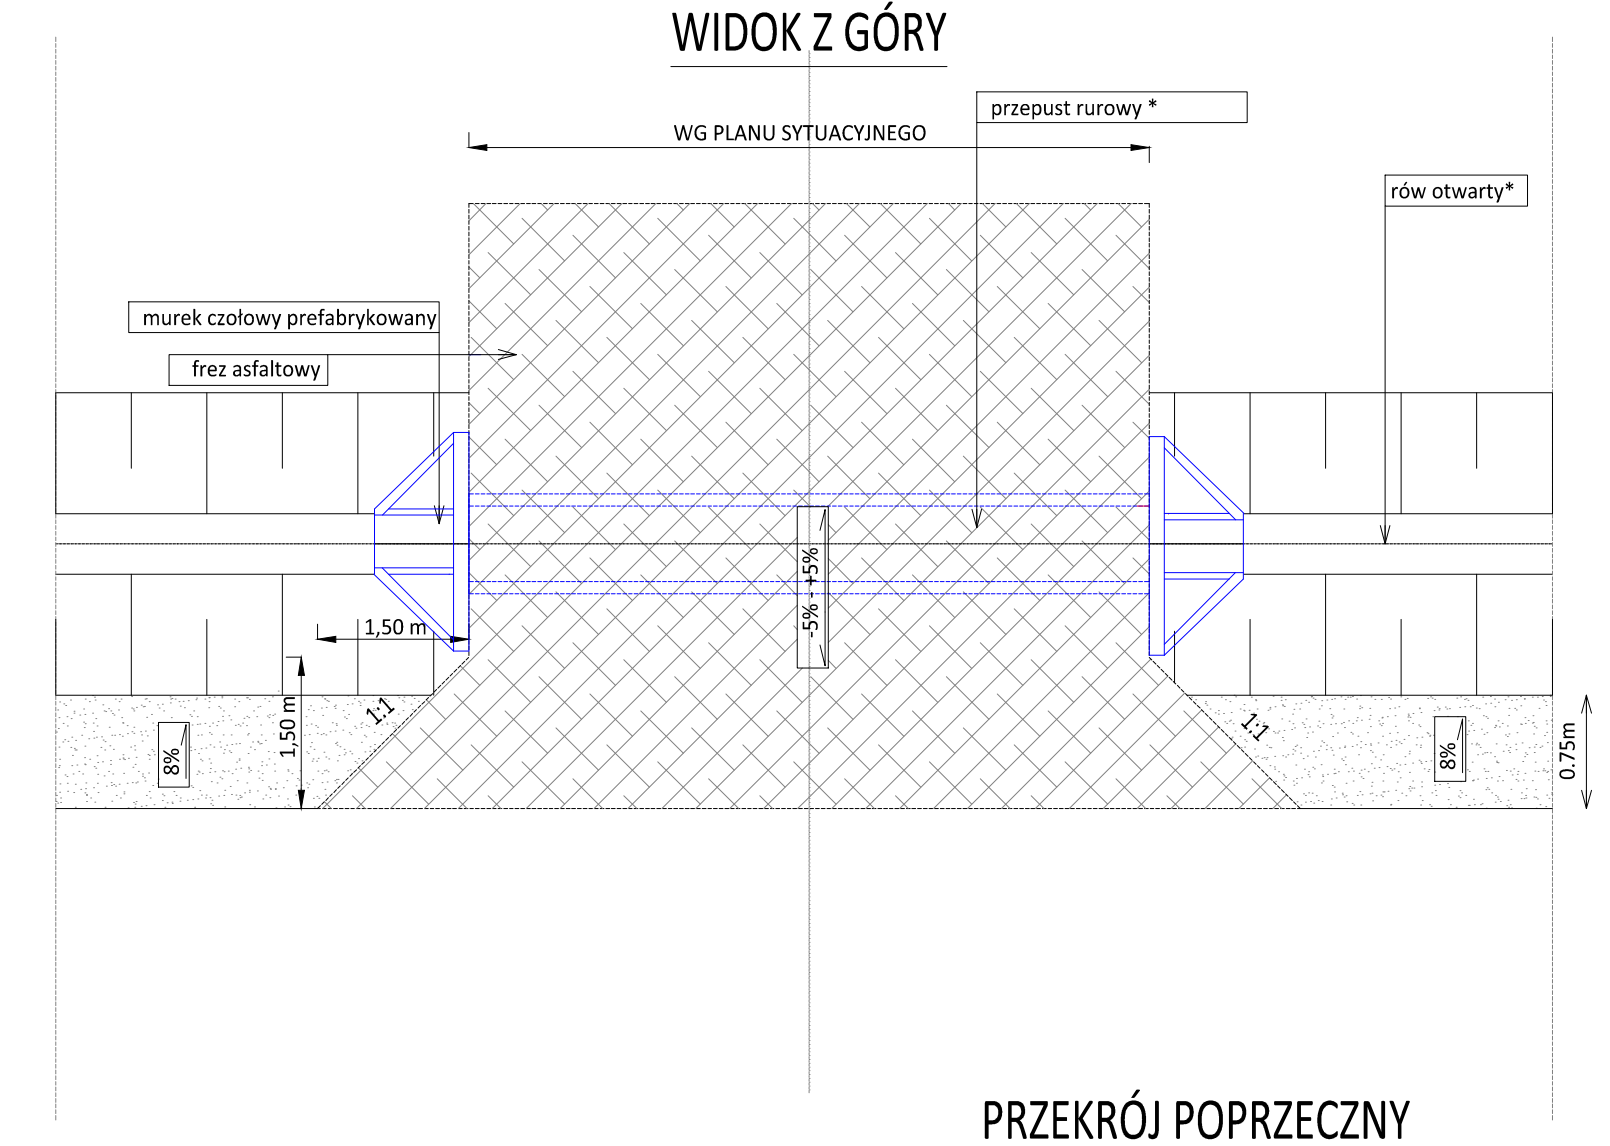 WIDOK Z GÓRY
przepust rurowy *
WG PLANU SYTUACYJNEGO
rów otwarty*
murek czołowy prefabrykowany
frez asfaltowy
-5% - +5%
1,50 m
1,50 m
1:1
1:1
8%
8%
0.75m
PRZEKRÓJ POPRZECZNY